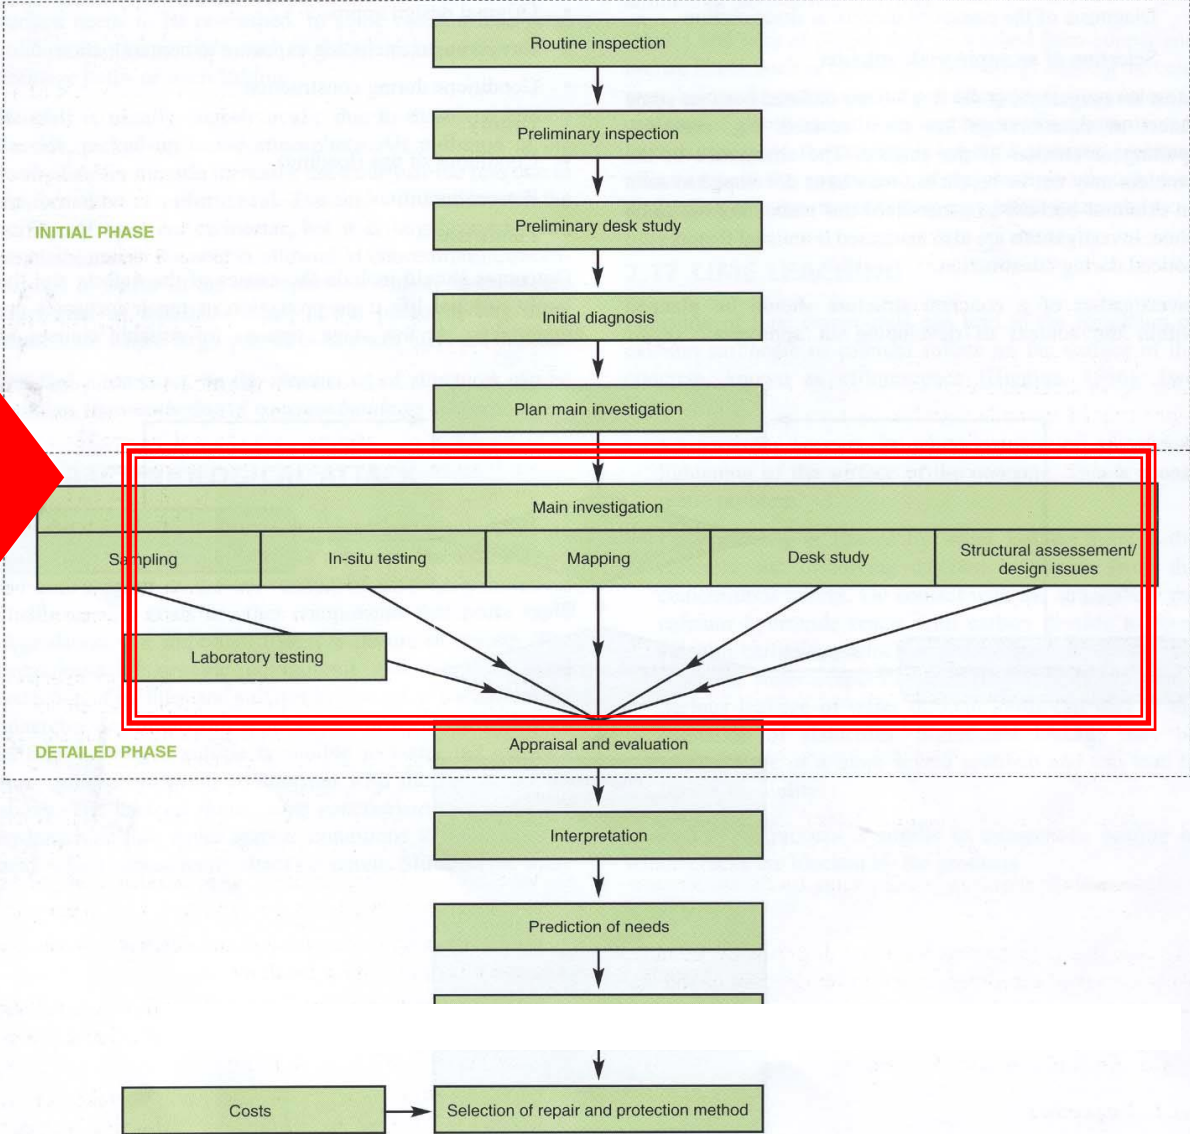 Routine inspection
Preliminary inspection
Preliminary desk study
INITIAL PHASE
Initial diagnosis
Plan main investigation
Main investigation
Sampling
In-situ testing
Mapping
Desk study
Structural assessement/
design issues
Laboratory testing
DETAILED PHASE
Appraisal and evaluation
Interpretation
Prediction of needs
Costs
Selection of repair and protection method